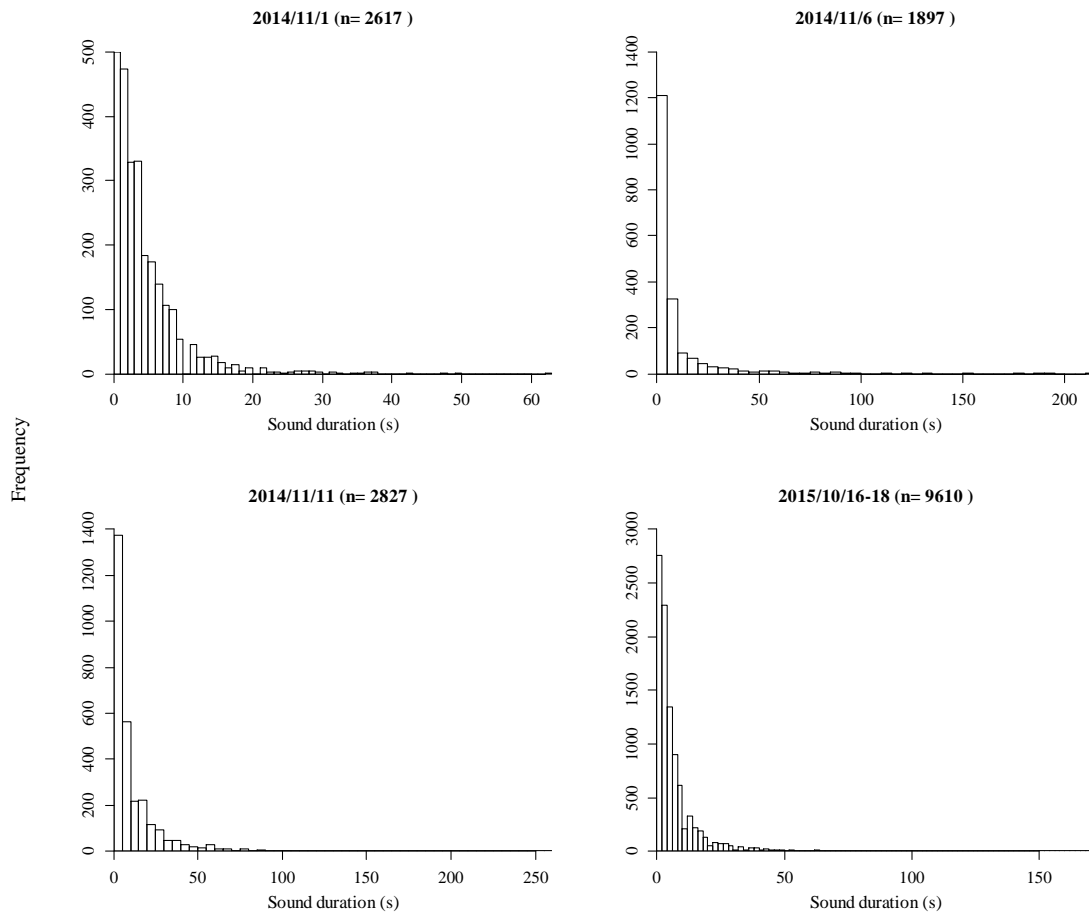 2014/11/1 (n= 2617 )
500
400
300
200
100
0
0 10 20 30 40 50 60
Sound duration (s)
2014/11/6 (n= 1897 )
1400
1200
1000
800
600
400
200
0
0 50 100 150 200
Sound duration (s)
Frequency
2014/11/11 (n= 2827 )
1400
1200
1000
800
600
400
200
0
0 50 100 150 200 250
Sound duration (s)
2015/10/16-18 (n= 9610 )
3000
2500
2000
1500
1000
500
0
0 50 100 150
Sound duration (s)